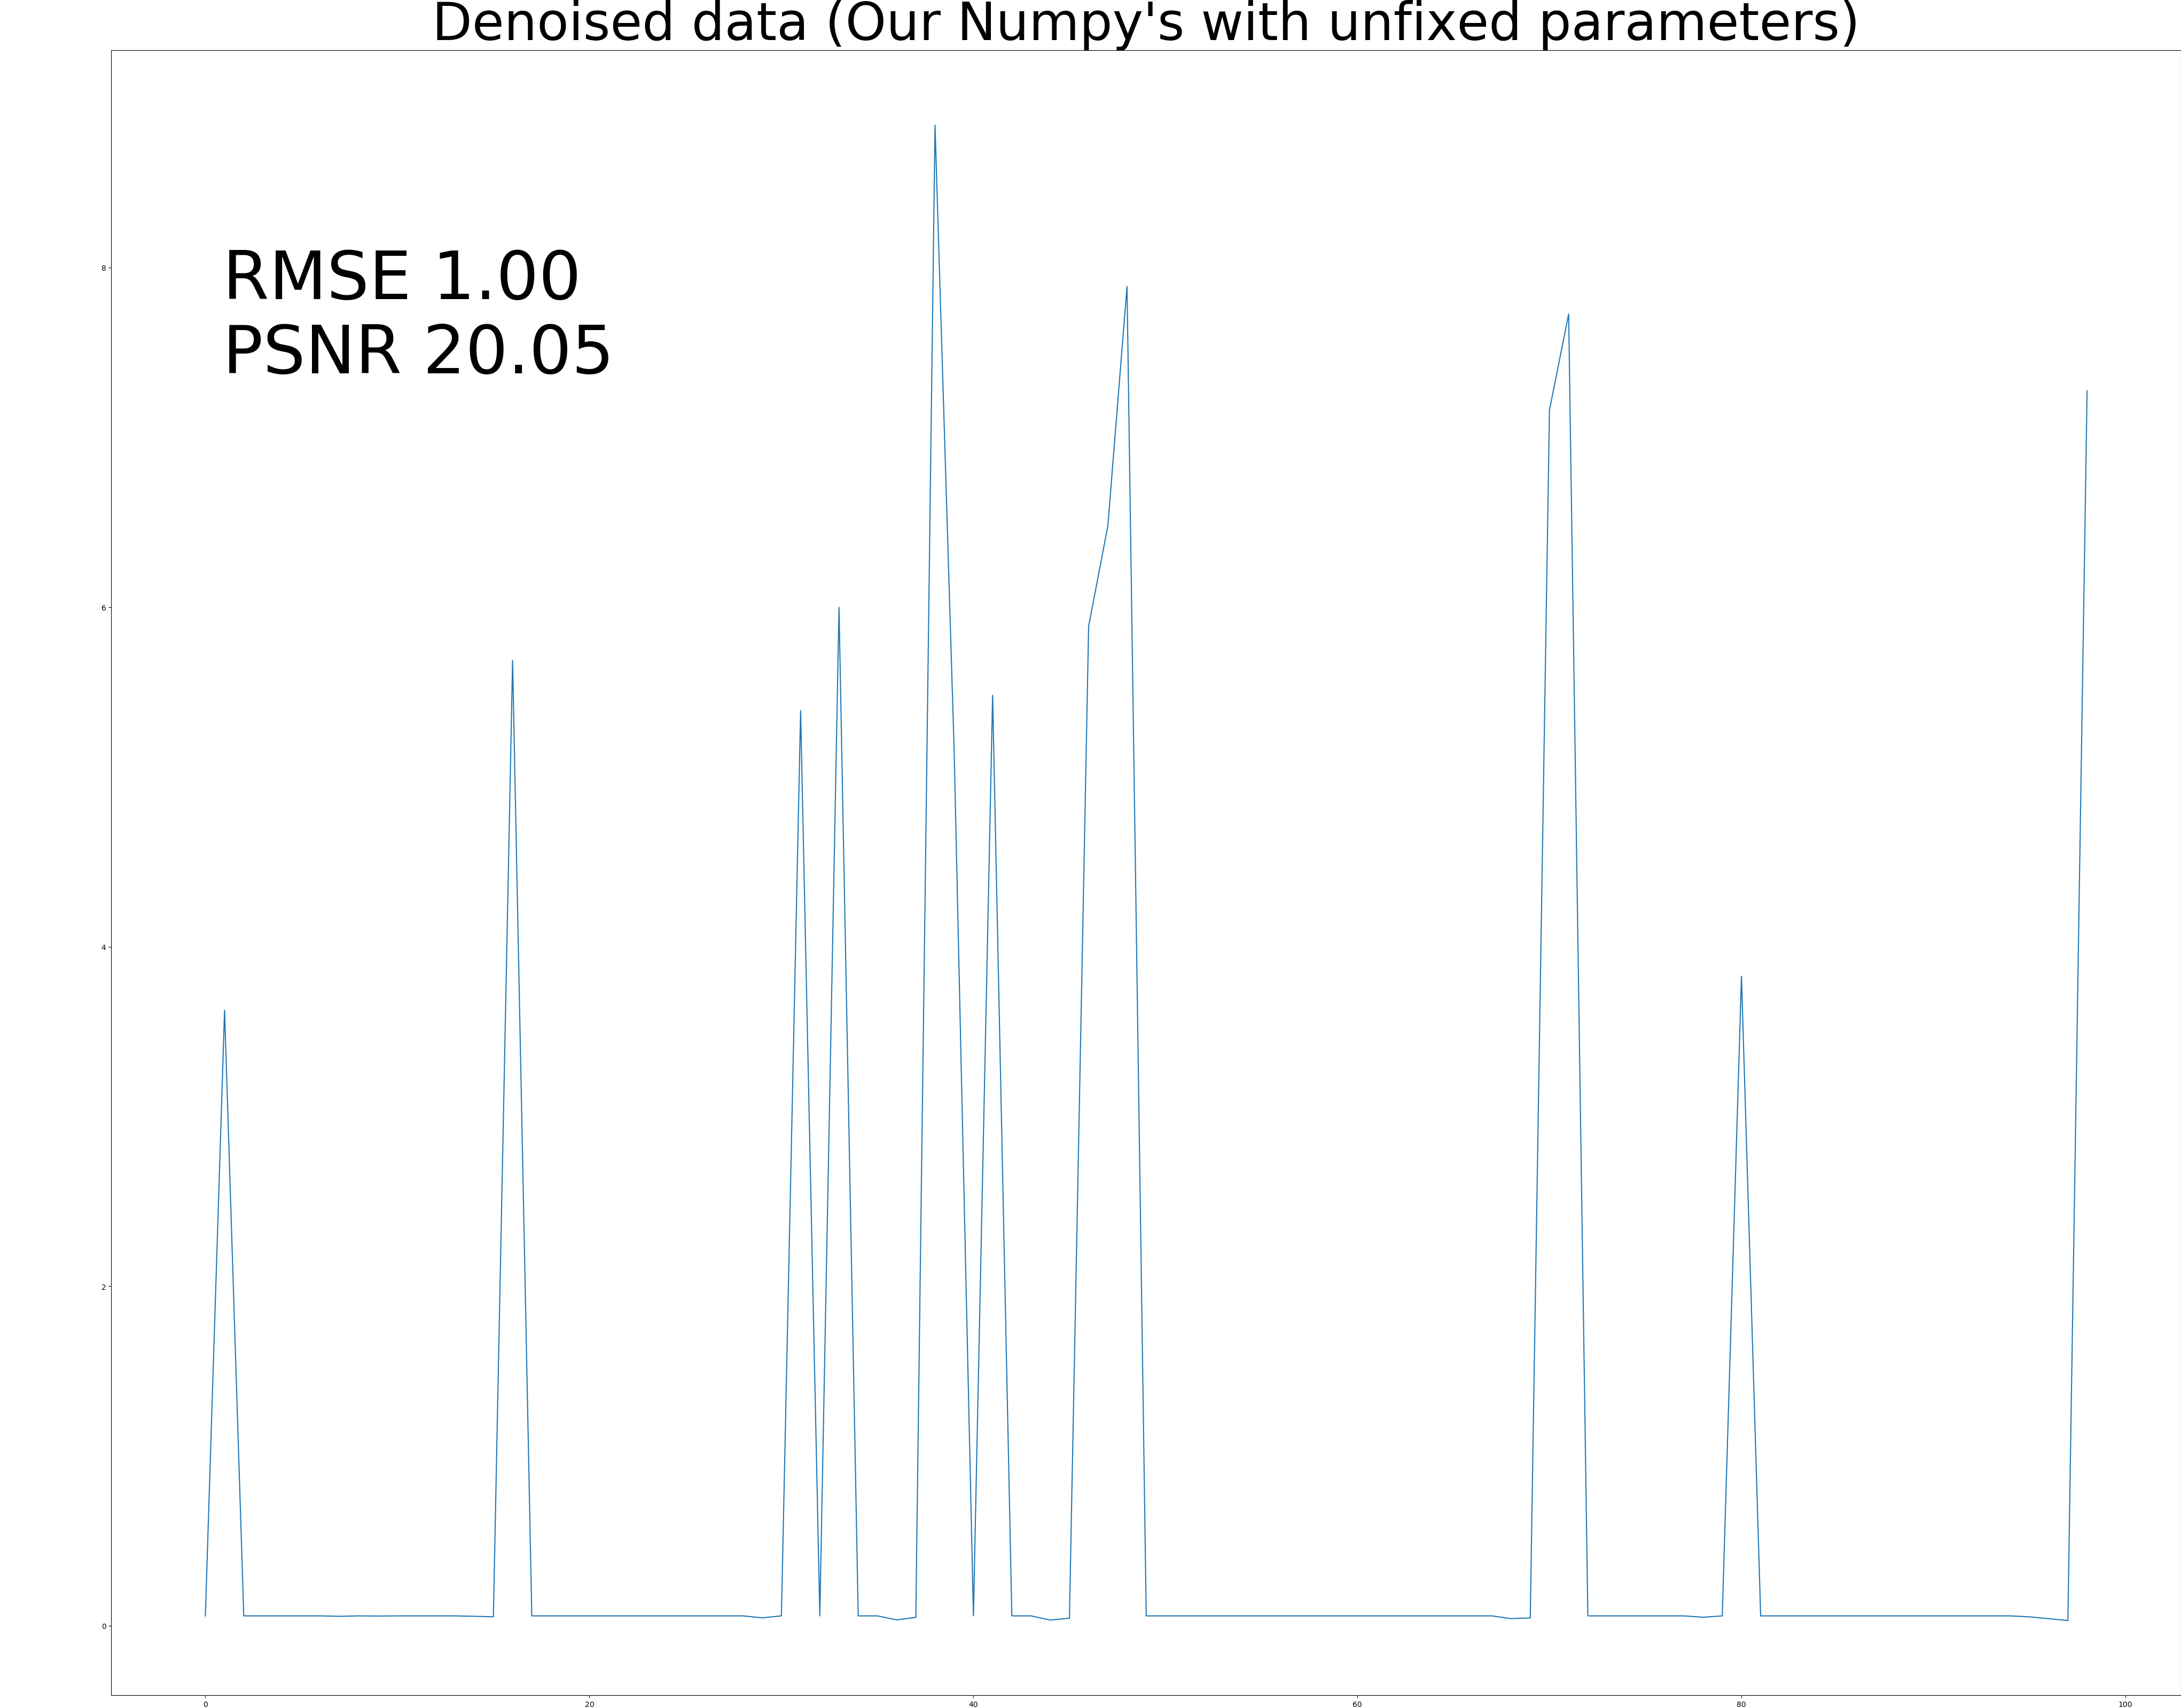 Denoised data (Our Numpy's with unfixed parameters)
RMSE 1.00
PSNR 20.05
8
6
4
2
0
0 20 40 60 80 100